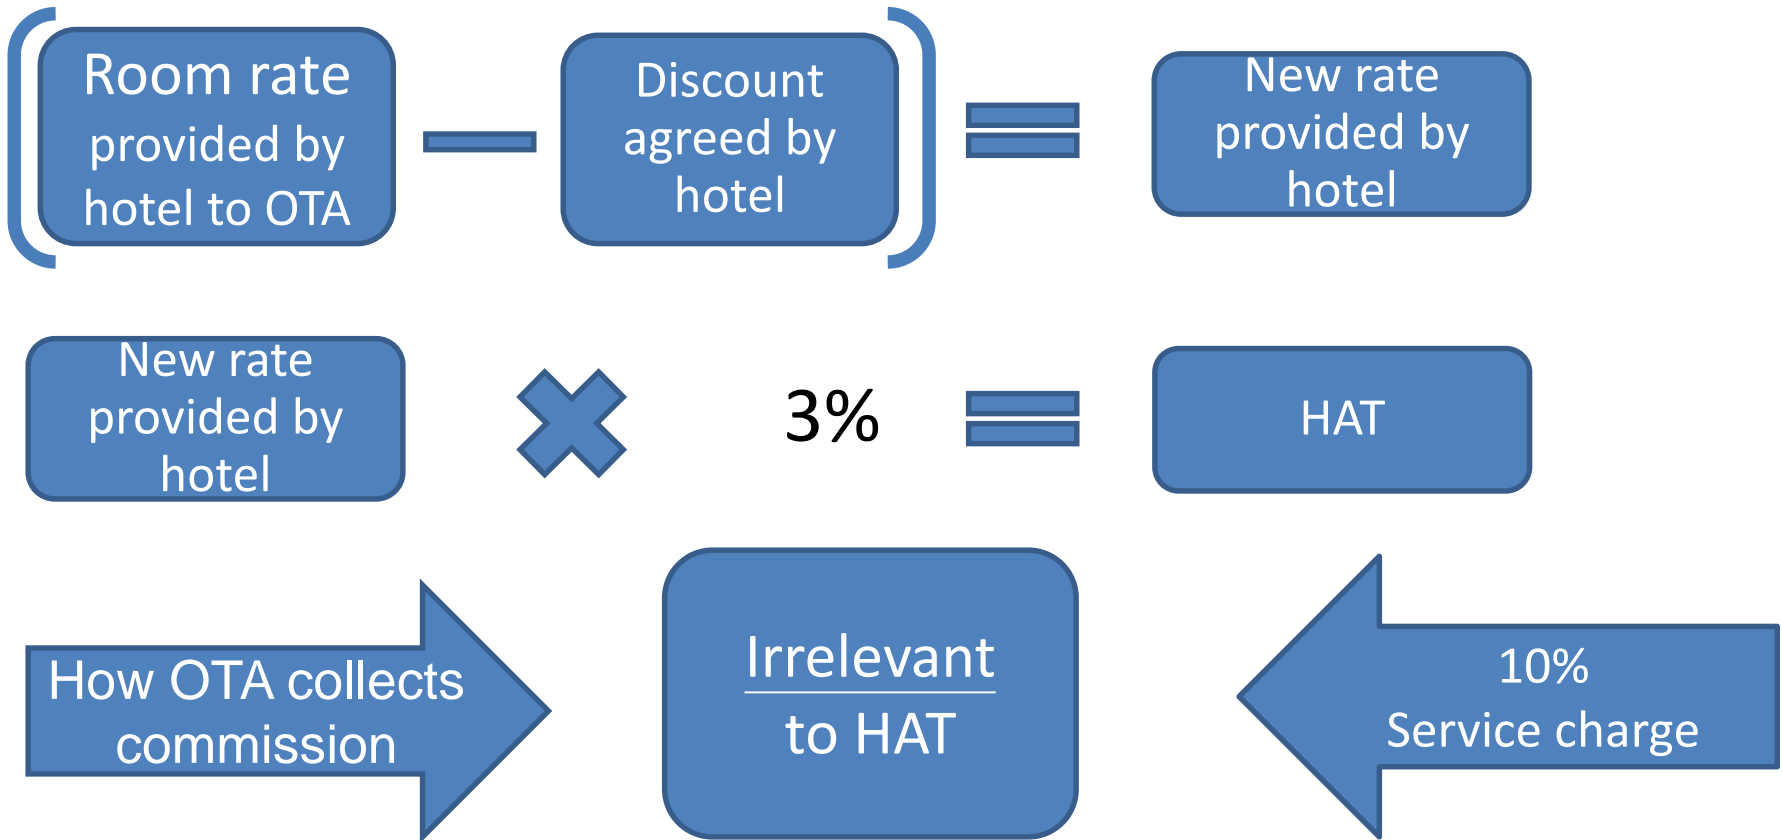 Room rate
provided by
hotel to OTA
Discount
agreed by
hotel
New rate
provided by
hotel
New rate
provided by
hotel
3%
HAT
How OTA collects
commission
Irrelevant
to HAT
10%
Service charge